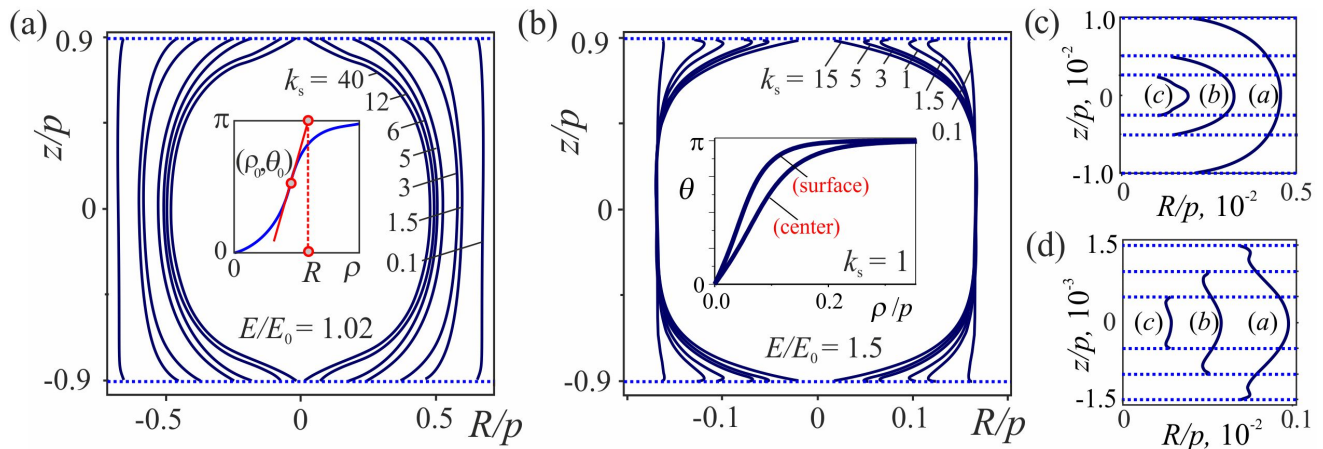 (a)
0.9
z/p
0
-0.9
-0.5
0
0.5
R/p
kₛ = 40
12
6
5
3
1.5
0.1
π
(ρ₀,θ₀)
0
0
R
ρ
E/E₀ = 1.02
(b)
0.9
z/p
0
-0.9
-0.1
0
0.1
R/p
kₛ = 15 5 3 1
1.5
0.1
π
θ
(surface)
(center)
0
kₛ = 1
0.0
0.2
ρ/p
E/E₀ = 1.5
(c)
1.0
z/p, 10⁻²
0
-1.0
(c) (b) (a)
0
0.5
R/p, 10⁻²
(d)
1.5
z/p, 10⁻³
0
-1.5
(c) (b) (a)
0
0.1
R/p, 10⁻²